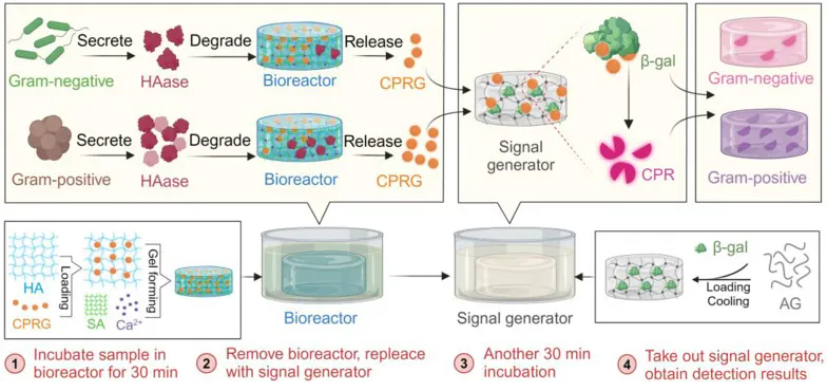 Secrete
Degrade
Release
Gram-negative
HAase
Bioreactor
CPRG
Secrete
Degrade
Release
Gram-positive
HAase
Bioreactor
CPRG
β-gal
Signal
generator
CPR
Gram-negative
Gram-positive
HA
CPRG
Loading
SA
Ca²⁺
Gel forming
Bioreactor
Signal generator
β-gal
Loading
Cooling
AG
1 Incubate sample in
bioreactor for 30 min
2 Remove bioreactor, repleace
with signal generator
3 Another 30 min
incubation
4 Take out signal generator,
obtain detection results